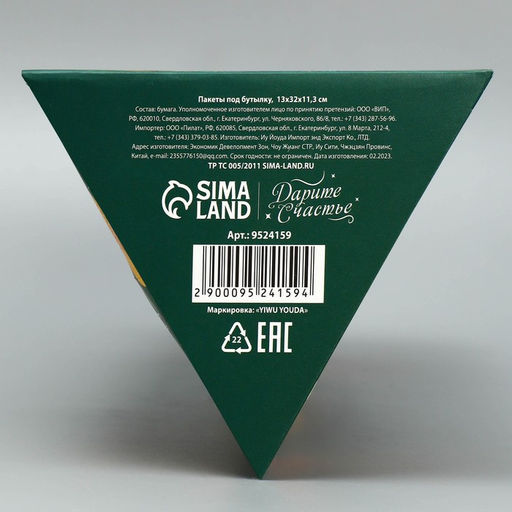 Пакеты под бутылку, 13х32х11,3 см
Состав: бумага. Уполномоченное изготовителем лицо по принятию претензий: ООО «ВИП»,
РФ, 620010, Свердловская обл., г. Екатеринбург, ул. Черняховского, 86/8, тел.: +7 (343) 287-56-96.
Импортер: ООО «Пилат», РФ, 620085, Свердловская обл., г. Екатеринбург, ул. 8 Марта, 212-4,
тел.: +7 (343) 379-03-85. Изготовитель: Иу Йоуда Импорт энд Експорт Ко., ЛТД.
Адрес изготовителя: Экономик Девелопмент Зон, Чоу Жианг СТР, Иу Сити, Чжэцзян Провинс,
Китай, e-mail: 2355776150@qq.com. Срок годности: не ограничен. Дата изготовления: 02.2023.
ТР ТС 005/2011 SIMA-LAND.RU
SIMA LAND
Дарите Счастье
Арт.: 9524159
2 900095 241594
Маркировка: «YIWU YOUDA»
22 EAC